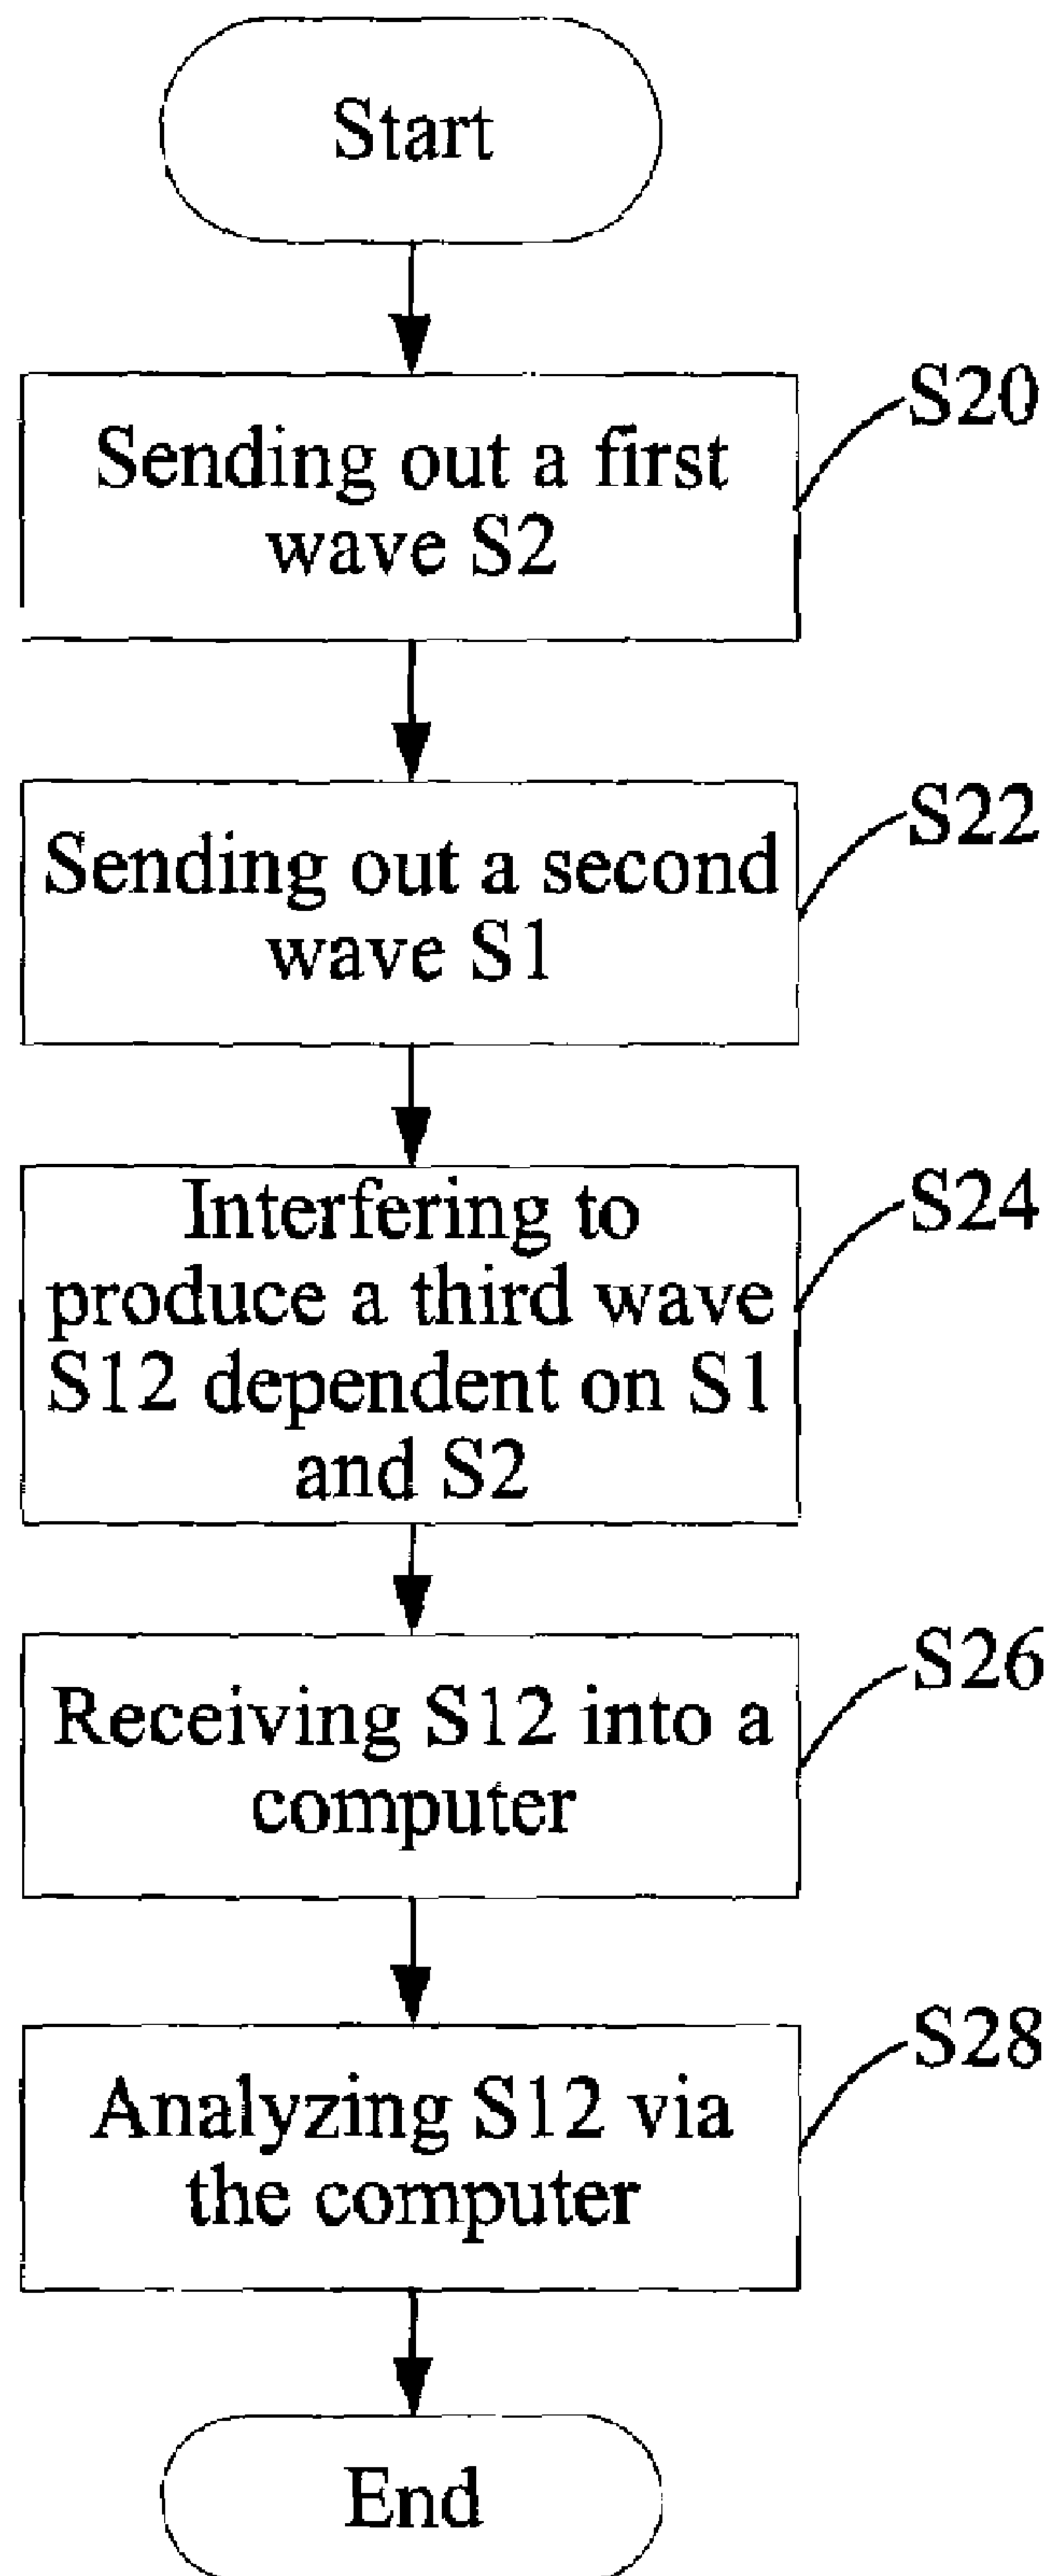 Start
S20
Sending out a first
wave S2
S22
Sending out a second
wave S1
S24
Interfering to
produce a third wave
S12 dependent on S1
and S2
S26
Receiving S12 into a
computer
S28
Analyzing S12 via
the computer
End